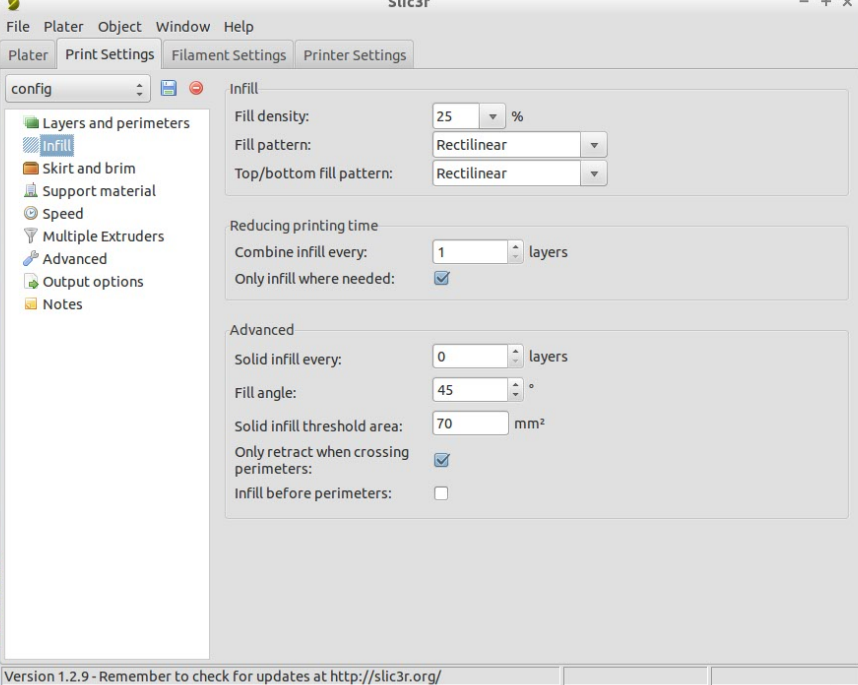 Slic3r
File Plater Object Window Help
Plater Print Settings Filament Settings Printer Settings
config
Layers and perimeters
Infill
Skirt and brim
Support material
Speed
Multiple Extruders
Advanced
Output options
Notes
Infill
Fill density: 25 %
Fill pattern: Rectilinear
Top/bottom fill pattern: Rectilinear
Reducing printing time
Combine infill every: 1 layers
Only infill where needed:
Advanced
Solid infill every: 0 layers
Fill angle: 45 °
Solid infill threshold area: 70 mm²
Only retract when crossing
perimeters:
Infill before perimeters:
Version 1.2.9 - Remember to check for updates at http://slic3r.org/